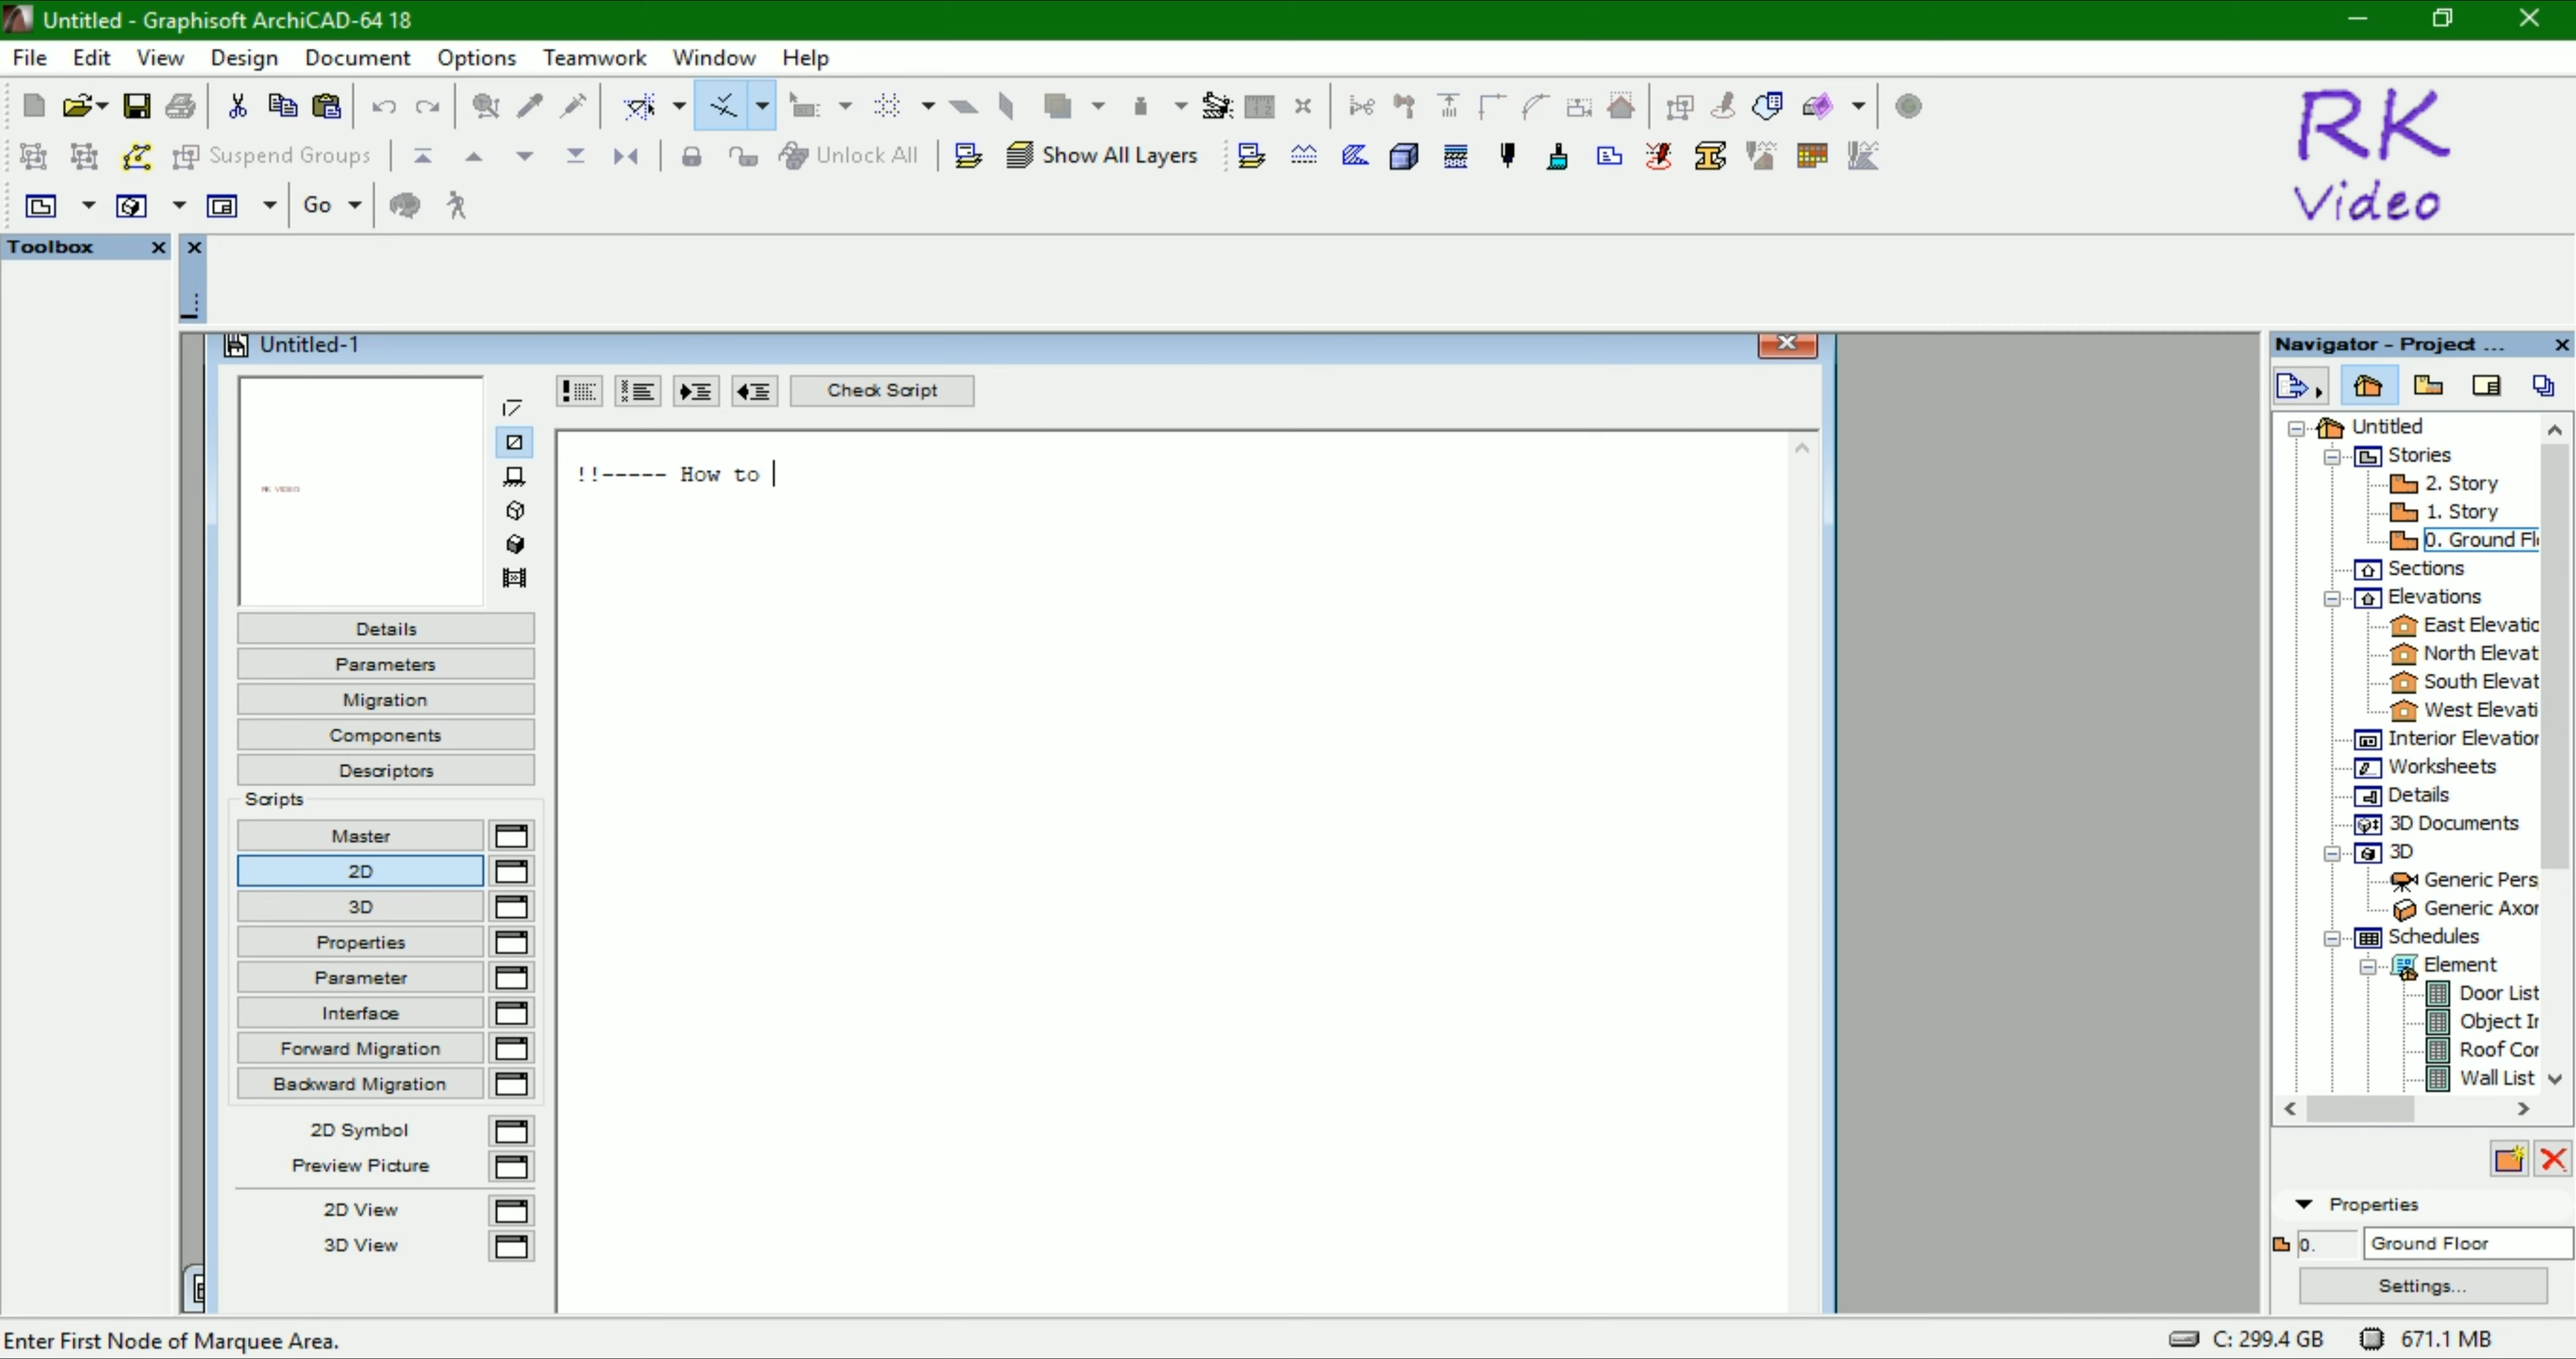 Untitled - Graphisoft ArchiCAD-64 18
File Edit View Design Document Options Teamwork Window Help
RK
Video
Suspend Groups Unlock All Show All Layers
Go
Toolbox
Untitled-1
Check Script
!!----- How to
RK VIDEO
Details
Parameters
Migration
Components
Descriptors
Scripts
Master
2D
3D
Properties
Parameter
Interface
Forward Migration
Backward Migration
2D Symbol
Preview Picture
2D View
3D View
Navigator - Project ...
Untitled
Stories
2. Story
1. Story
0. Ground Fl
Sections
Elevations
East Elevatio
North Elevat
South Elevat
West Elevati
Interior Elevation
Worksheets
Details
3D Documents
3D
Generic Pers
Generic Axor
Schedules
Element
Door List
Object Ir
Roof Cor
Wall List
Properties
0. Ground Floor
Settings...
Enter First Node of Marquee Area.
C: 299.4 GB 671.1 MB